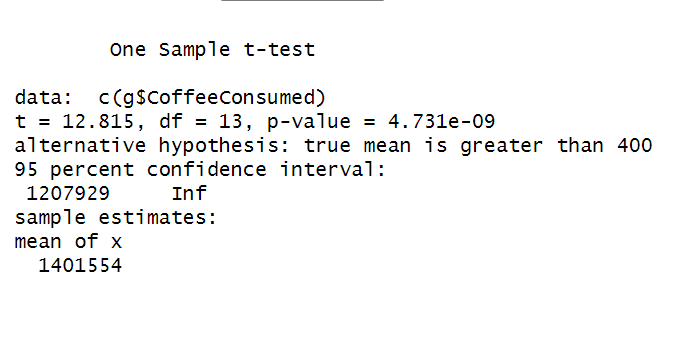 One Sample t-test
data: c(g$CoffeeConsumed)
t = 12.815, df = 13, p-value = 4.731e-09
alternative hypothesis: true mean is greater than 400
95 percent confidence interval:
1207929 Inf
sample estimates:
mean of x
1401554